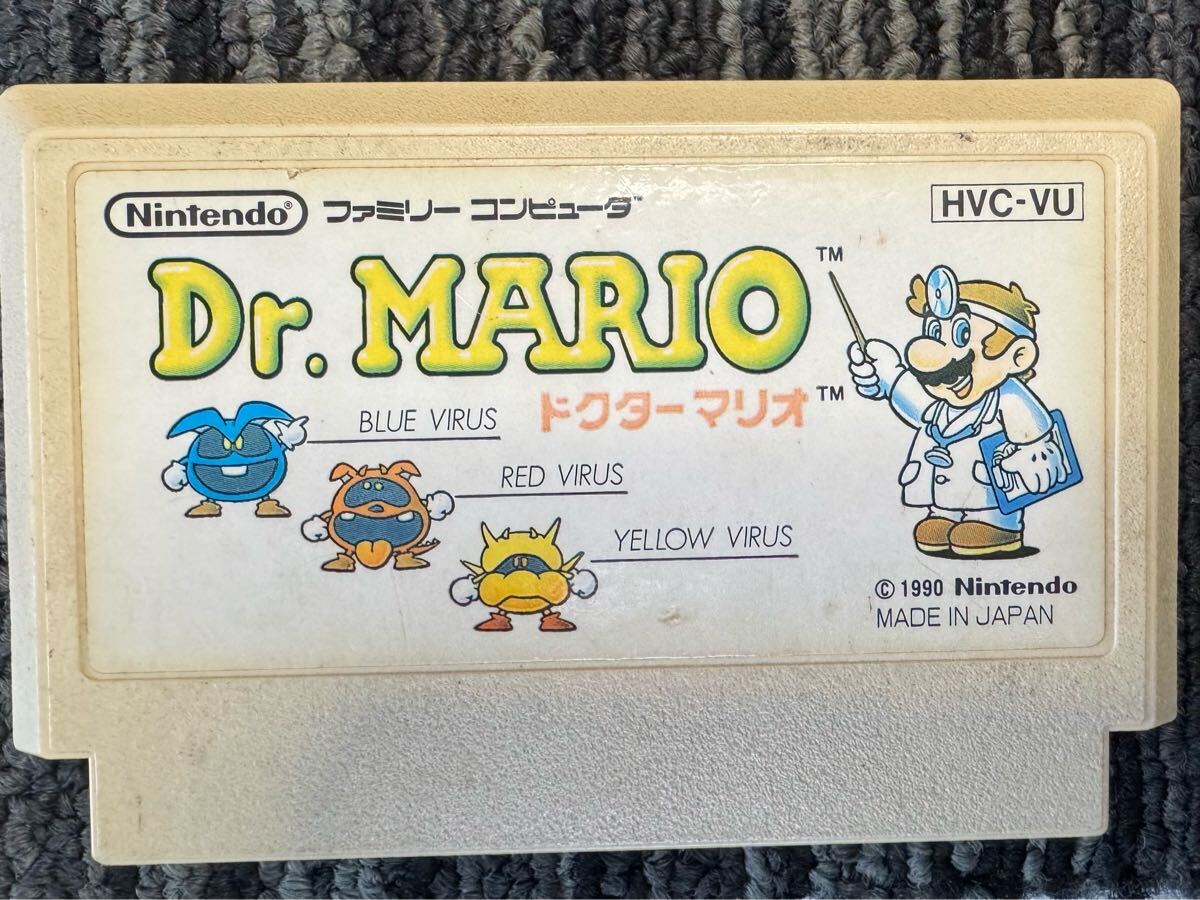 Nintendo® ファミリー コンピュータ™ HVC-VU
Dr. MARIO™
ドクターマリオ™
BLUE VIRUS
RED VIRUS
YELLOW VIRUS
© 1990 Nintendo
MADE IN JAPAN